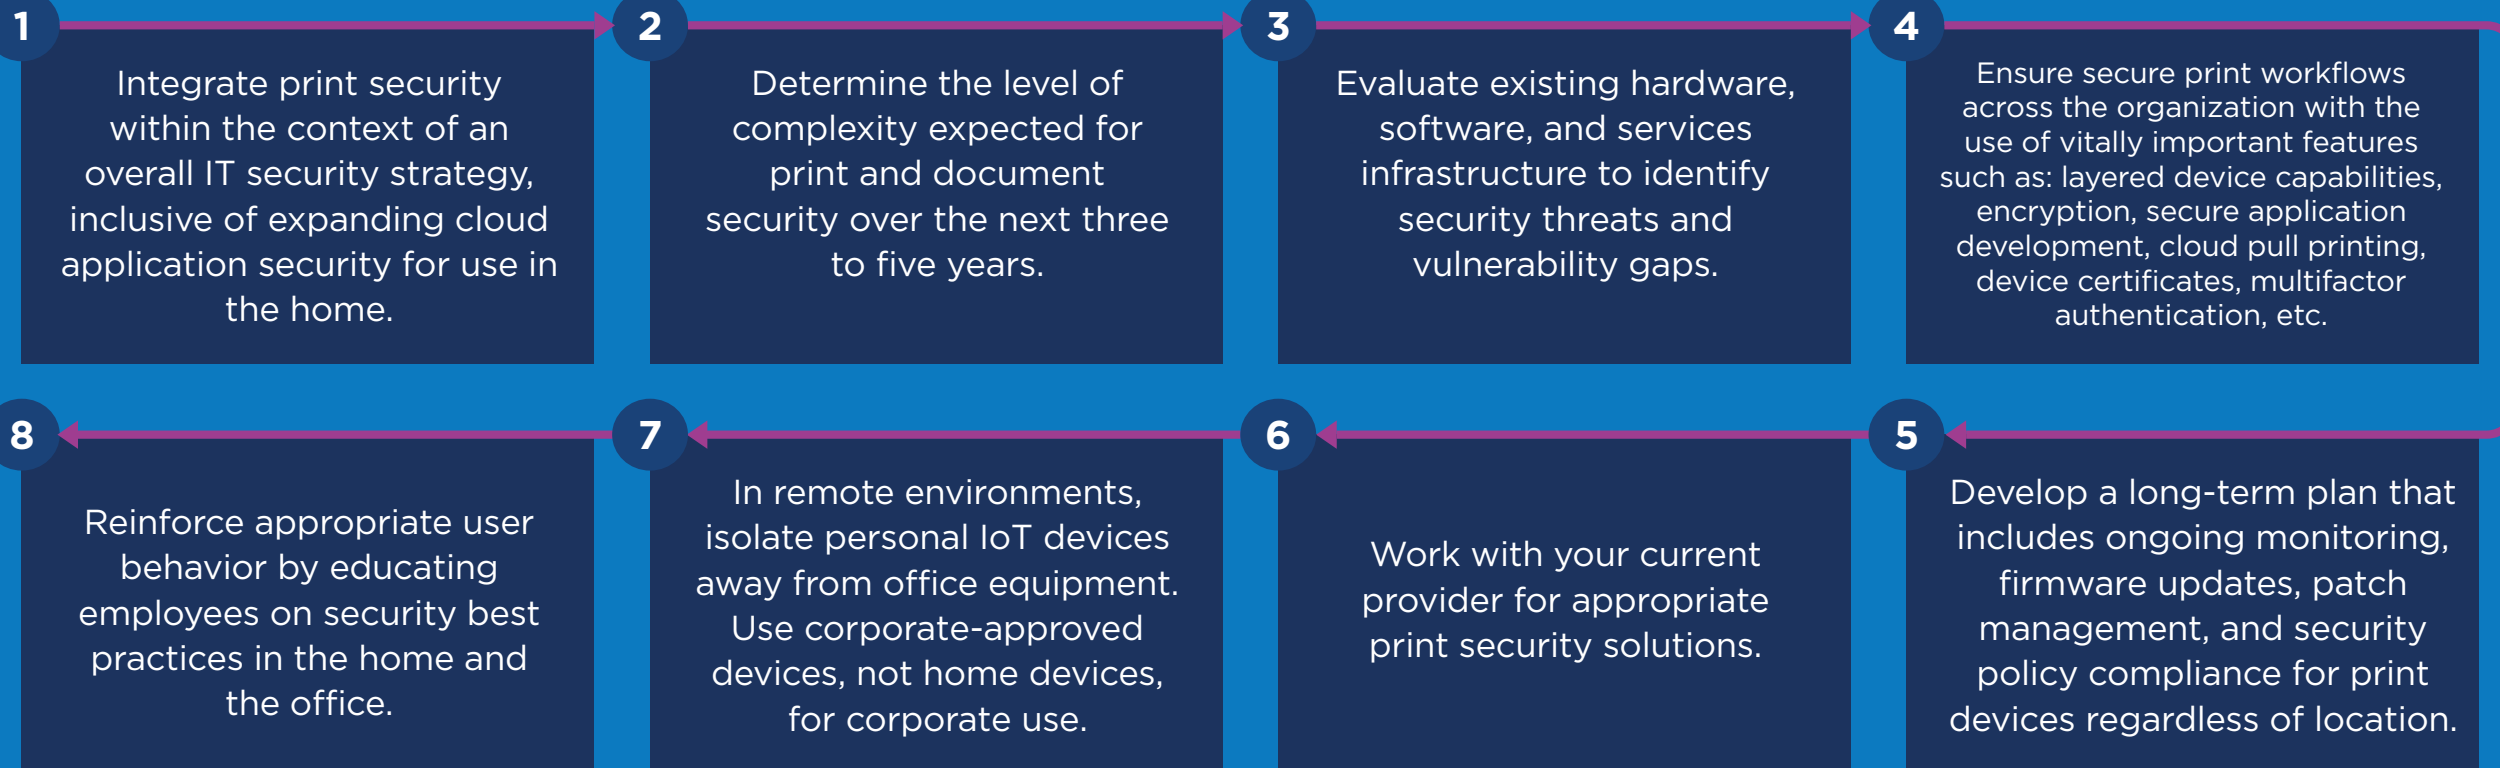 1
Integrate print security
within the context of an
overall IT security strategy,
inclusive of expanding cloud
application security for use in
the home.
2
Determine the level of
complexity expected for
print and document
security over the next three
to five years.
3
Evaluate existing hardware,
software, and services
infrastructure to identify
security threats and
vulnerability gaps.
4
Ensure secure print workflows
across the organization with the
use of vitally important features
such as: layered device capabilities,
encryption, secure application
development, cloud pull printing,
device certificates, multifactor
authentication, etc.
5
Develop a long-term plan that
includes ongoing monitoring,
firmware updates, patch
management, and security
policy compliance for print
devices regardless of location.
6
Work with your current
provider for appropriate
print security solutions.
7
In remote environments,
isolate personal IoT devices
away from office equipment.
Use corporate-approved
devices, not home devices,
for corporate use.
8
Reinforce appropriate user
behavior by educating
employees on security best
practices in the home and
the office.